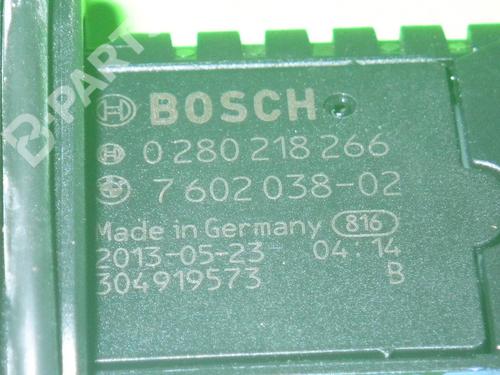 BOSCH
0 280 218 266
7 602 038-02
Made in Germany 816
2013-05-23 04:14
304919573 B
B-PARTS